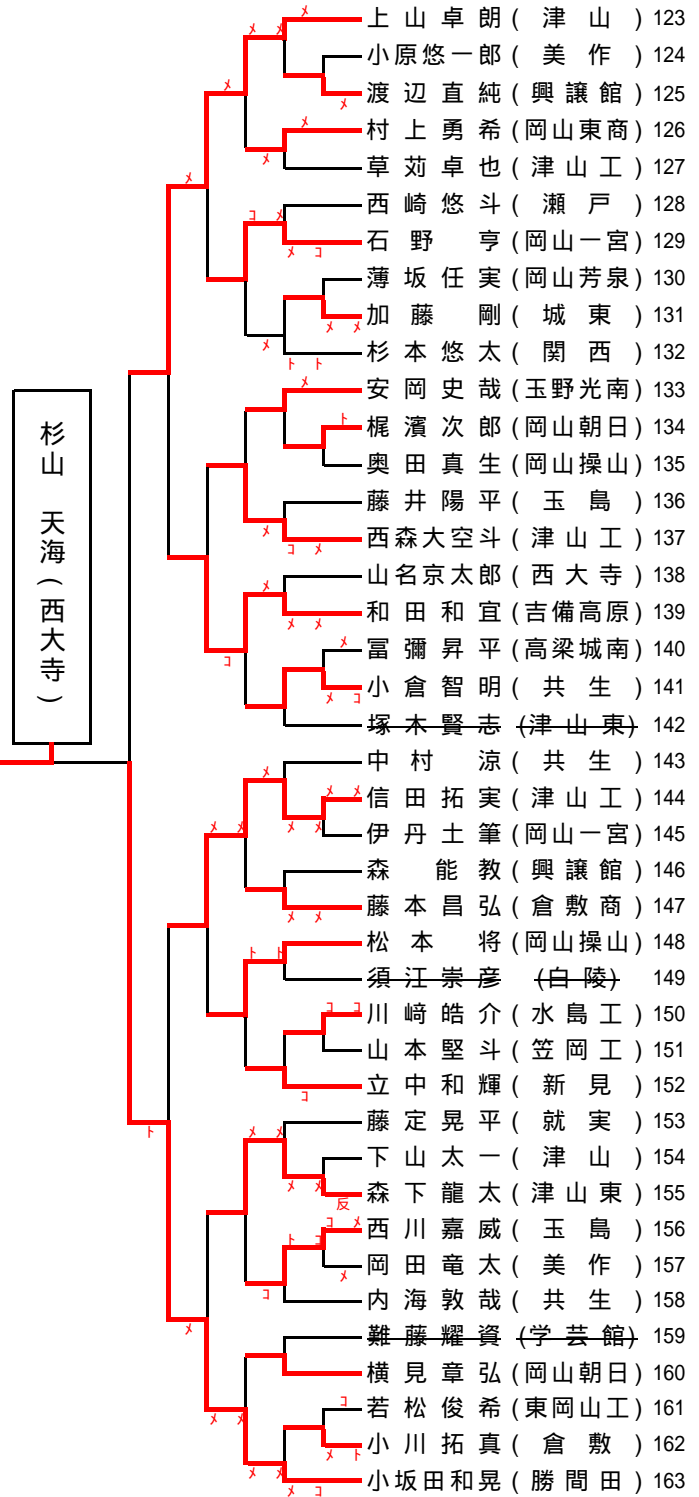 上山卓朗(津山) 123
小原悠一郎(美作) 124
渡辺直純(興譲館) 125
村上勇希(岡山東商) 126
草苅卓也(津山工) 127
西崎悠斗(瀬戸) 128
石野 亨(岡山一宮) 129
薄坂任実(岡山芳泉) 130
加藤 剛(城東) 131
杉本悠太(関西) 132
安岡史哉(玉野光南) 133
梶濱次郎(岡山朝日) 134
奥田真生(岡山操山) 135
藤井陽平(玉島) 136
西森大空斗(津山工) 137
山名京太郎(西大寺) 138
和田和宜(吉備高原) 139
冨彌昇平(高梁城南) 140
小倉智明(共生) 141
塚木賢志(津山東) 142
中村 涼(共生) 143
信田拓実(津山工) 144
伊丹土筆(岡山一宮) 145
森 能教(興譲館) 146
藤本昌弘(倉敷商) 147
松本 将(岡山操山) 148
須江崇彦(白陵) 149
川﨑皓介(水島工) 150
山本堅斗(笠岡工) 151
立中和輝(新見) 152
藤定晃平(就実) 153
下山太一(津山) 154
森下龍太(津山東) 155
西川嘉威(玉島) 156
岡田竜太(美作) 157
内海敦哉(共生) 158
難藤耀資(学芸館) 159
横見章弘(岡山朝日) 160
若松俊希(東岡山工) 161
小川拓真(倉敷) 162
小坂田和晃(勝間田) 163
杉山 天海(西大寺)